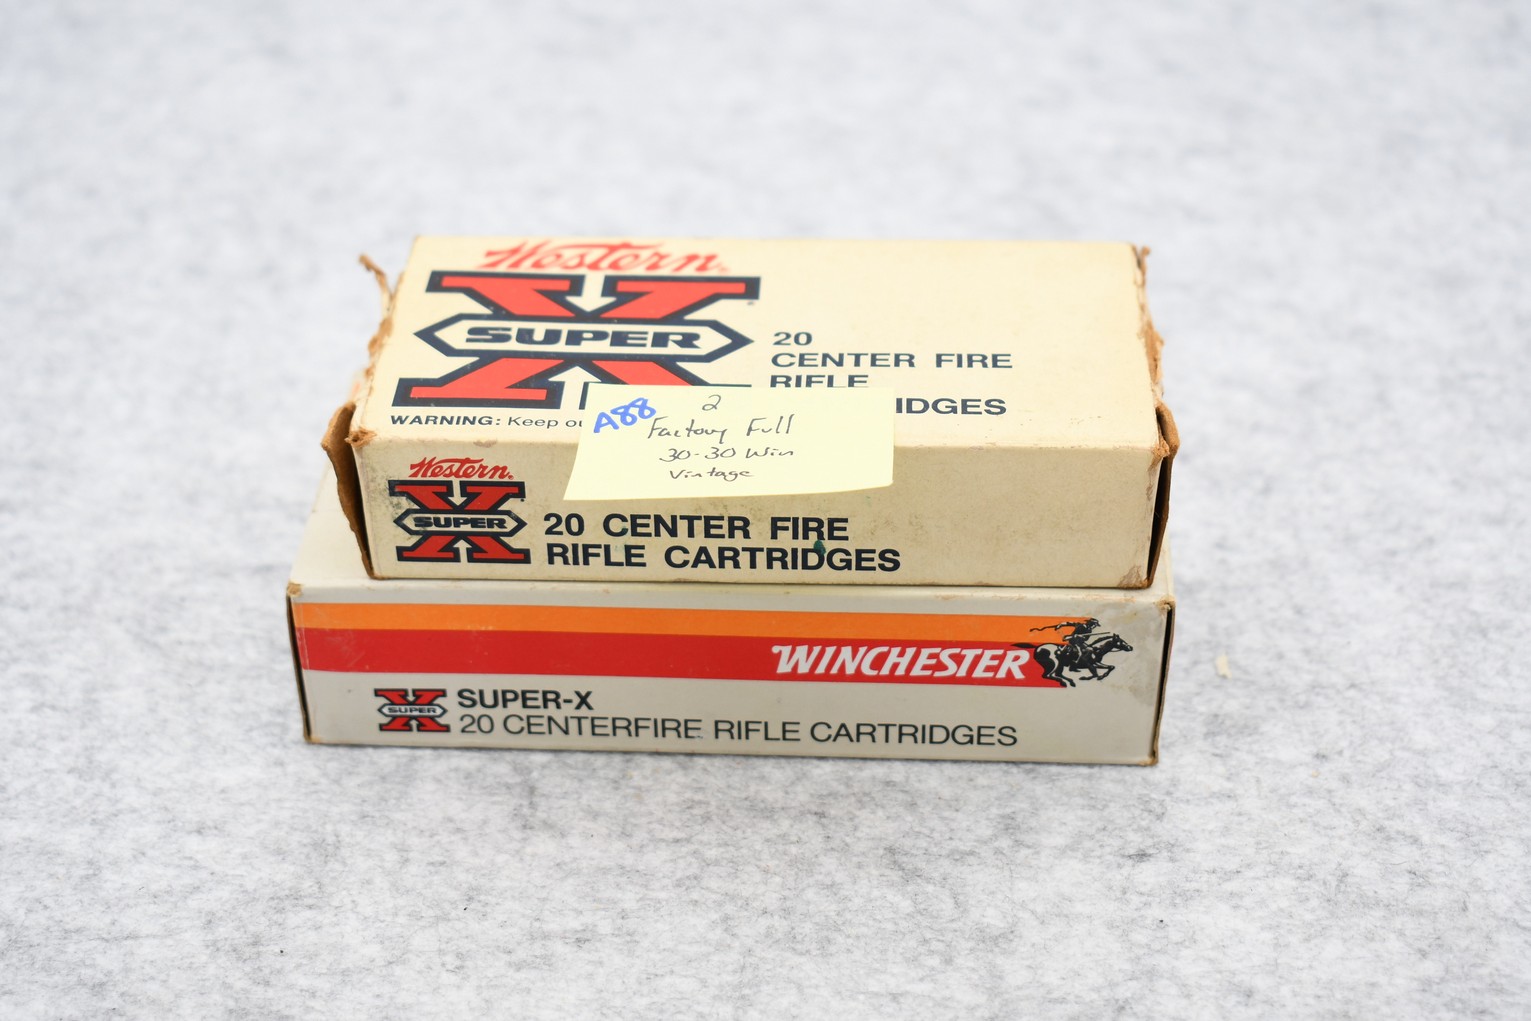 Western
SUPER X
20
CENTER FIRE
RIFLE
IDGES
WARNING: Keep ou
A88
2
Factory Full
30-30 Win
Vintage
Western
SUPER X
20 CENTER FIRE
RIFLE CARTRIDGES
WINCHESTER
SUPER X
SUPER-X
20 CENTERFIRE RIFLE CARTRIDGES